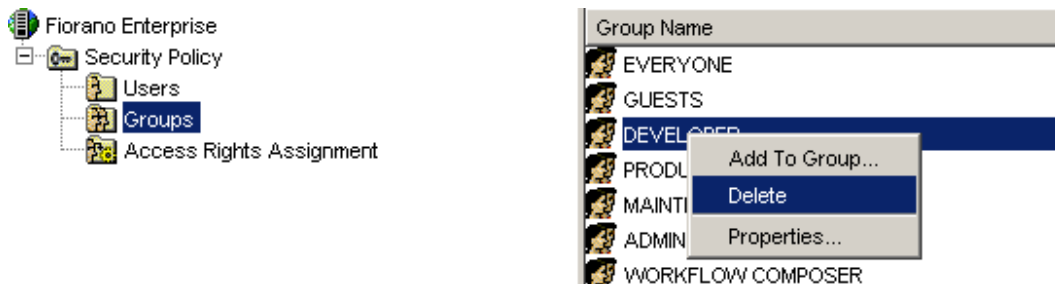 Fiorano Enterprise
Security Policy
Users
Groups
Access Rights Assignment
Group Name
EVERYONE
GUESTS
DEVELOPER
Add To Group...
Delete
Properties...
WORKFLOW COMPOSER